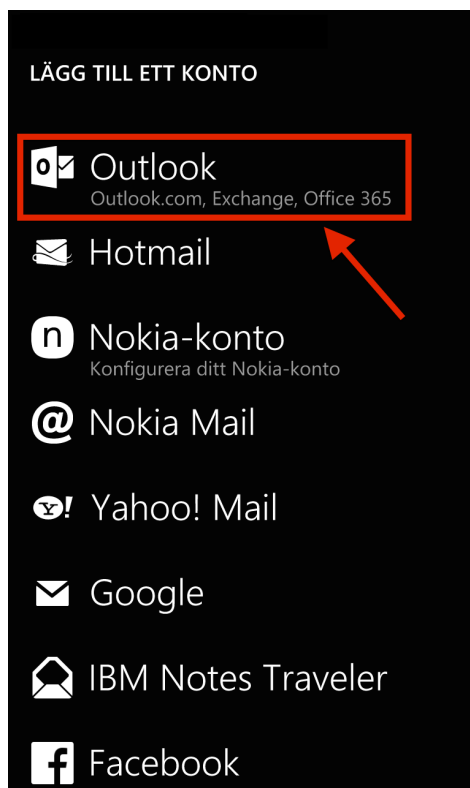 LÄGG TILL ETT KONTO
Outlook
Outlook.com, Exchange, Office 365
Hotmail
n Nokia-konto
Konfigurera ditt Nokia-konto
@ Nokia Mail
Y! Yahoo! Mail
Google
IBM Notes Traveler
f Facebook